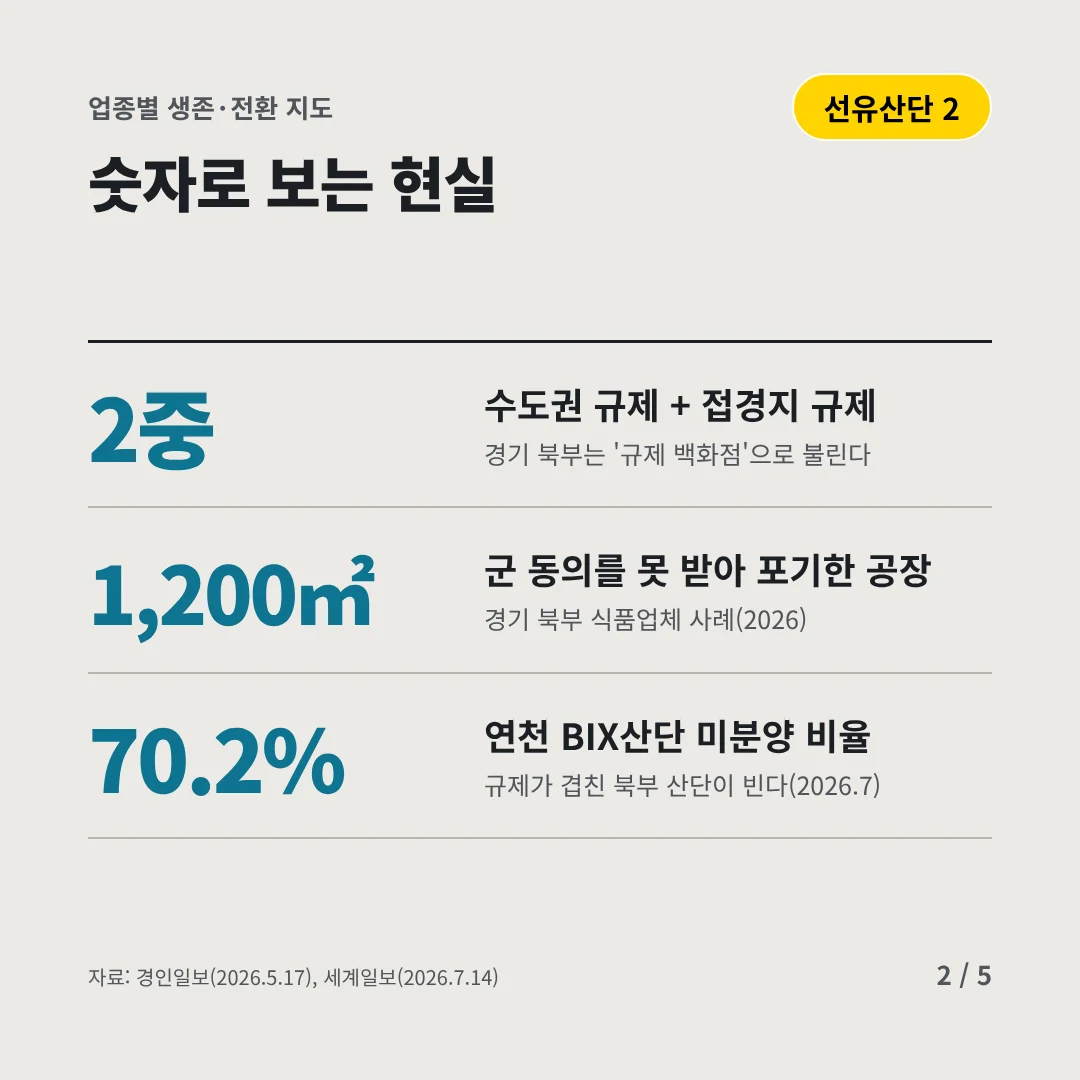 업종별 생존·전환 지도
선유산단 2
숫자로 보는 현실
2중
수도권 규제 + 접경지 규제
경기 북부는 '규제 백화점'으로 불린다
1,200㎡
군 동의를 못 받아 포기한 공장
경기 북부 식품업체 사례(2026)
70.2%
연천 BIX산단 미분양 비율
규제가 겹친 북부 산단이 빈다(2026.7)
자료: 경인일보(2026.5.17), 세계일보(2026.7.14)
2 / 5